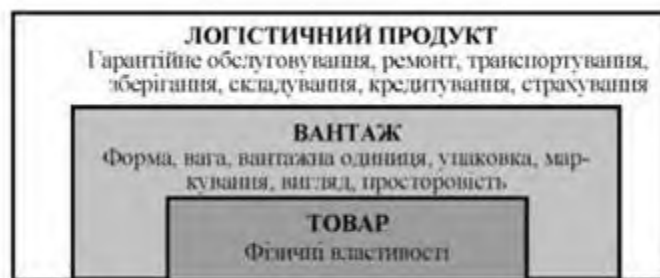 ЛОГІСТИЧНИЙ ПРОДУКТ
Гарантійне обслуговування, ремонт, транспортування,
зберігання, складування, кредитування, страхування
ВАНТАЖ
Форма, вага, вантажна одиниця, упаковка, мар-
кування, вигляд, просторовість
ТОВАР
Фізичні властивості